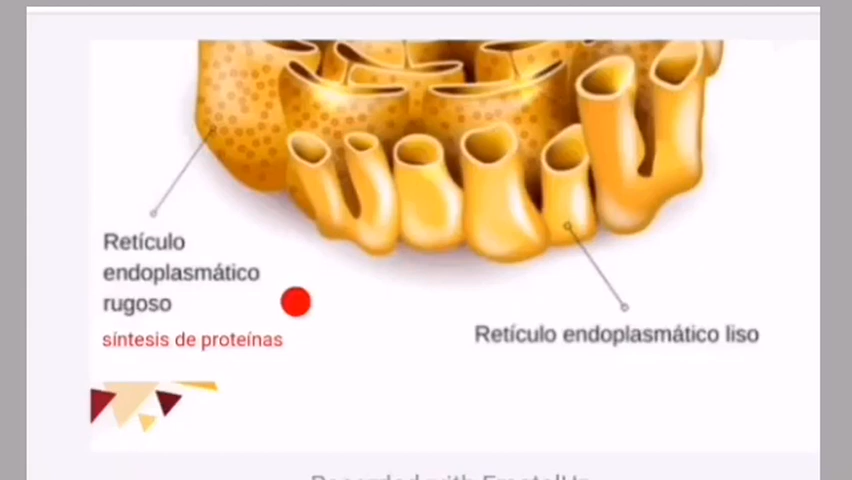 Retículo
endoplasmático
rugoso
síntesis de proteínas
Retículo endoplasmático liso